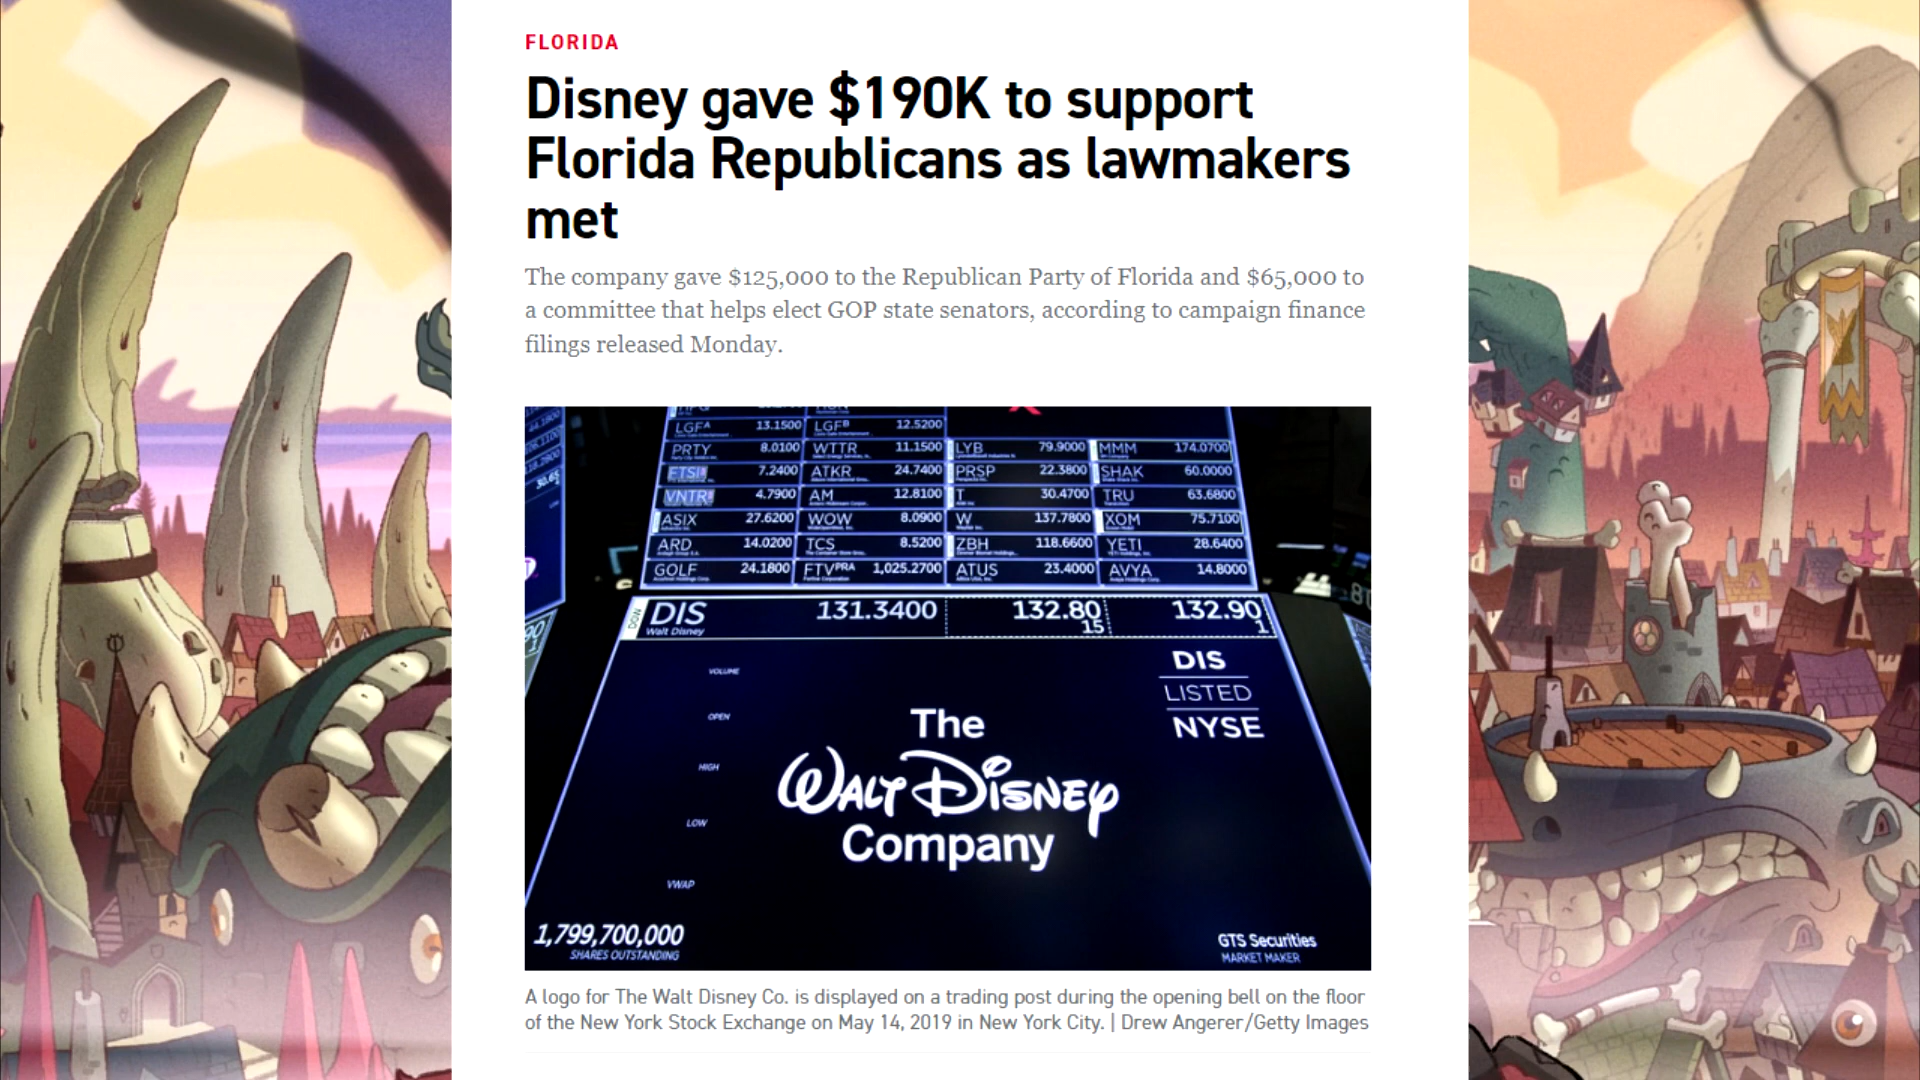 FLORIDA
Disney gave $190K to support
Florida Republicans as lawmakers
met
The company gave $125,000 to the Republican Party of Florida and $65,000 to
a committee that helps elect GOP state senators, according to campaign finance
filings released Monday.
LGFA 13.1500 LGFB 12.5200
PRTY 8.0100 WTTR 11.1500 LYB 79.9000 MMM 174.0700
FTSI 7.2400 ATKR 24.7400 PRSP 22.3800 SHAK 60.0000
VNTR 4.7900 AM 12.8100 T 30.4700 TRU 63.6800
ASIX 27.6200 WOW 8.0900 W 137.7800 XOM 75.7100
ARD 14.0200 TCS 8.5200 ZBH 118.6600 YETI 28.6400
GOLF 24.1800 FTVPRA 1,025.2700 ATUS 23.4000 AVYA 14.8000
DOW DIS 131.3400 132.80 132.90
Walt Disney 15 1
VOLUME
DIS
LISTED
NYSE
OPEN
HIGH
LOW
VWAP
The
WALT DISNEY
Company
1,799,700,000
SHARES OUTSTANDING
GTS Securities
MARKET MAKER
A logo for The Walt Disney Co. is displayed on a trading post during the opening bell on the floor
of the New York Stock Exchange on May 14, 2019 in New York City. | Drew Angerer/Getty Images